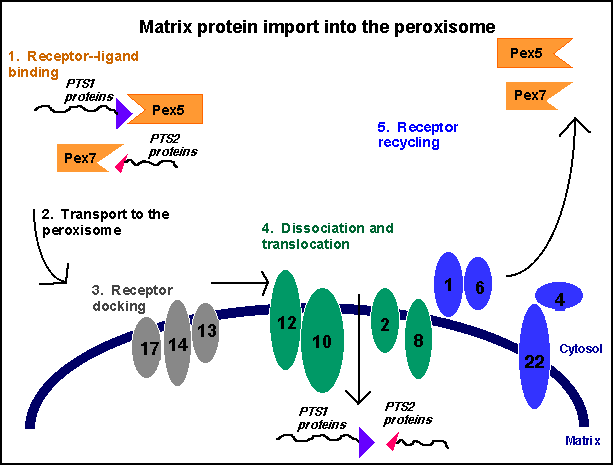 Matrix protein import into the peroxisome
1. Receptor--ligand
binding
PTS1
proteins
Pex5
Pex7
PTS2
proteins
2. Transport to the
peroxisome
3. Receptor
docking
17
14
13
4. Dissociation and
translocation
12
10
2
8
PTS1
proteins
PTS2
proteins
5. Receptor
recycling
Pex5
Pex7
1
6
4
22
Cytosol
Matrix